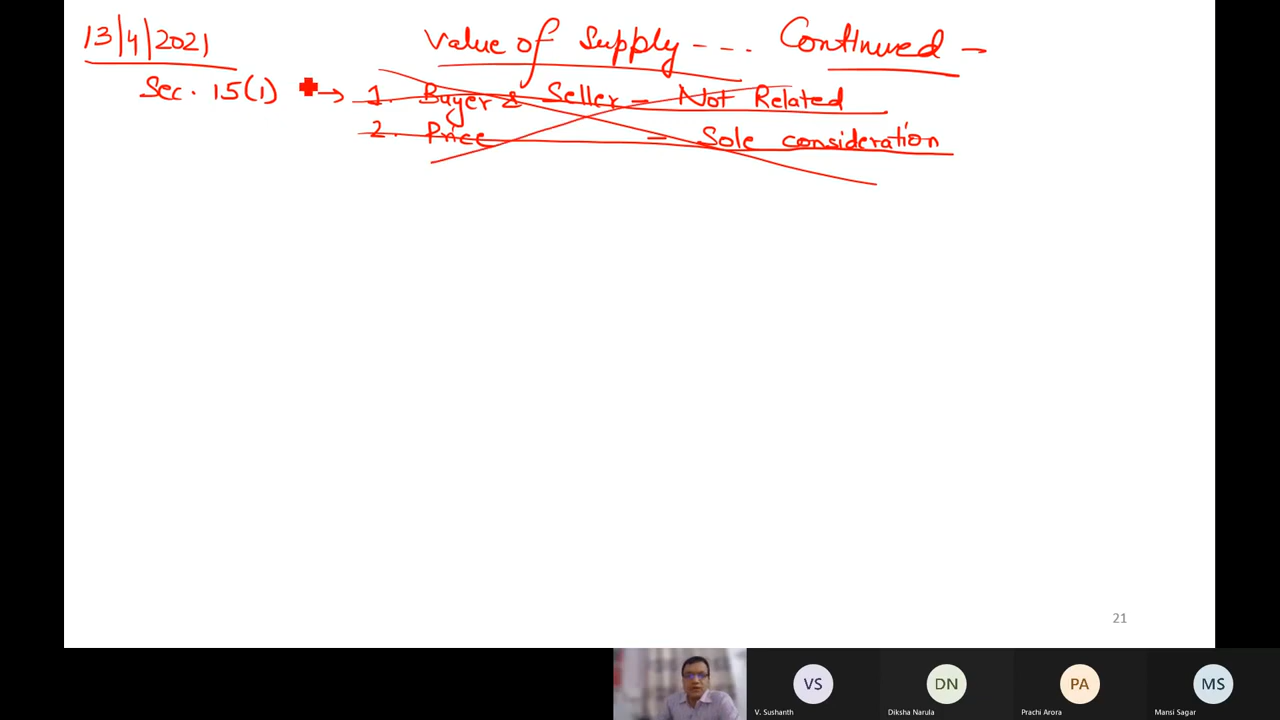 13/4/2021 Value of Supply --- Continued -
Sec. 15(1) → 1. Buyer & Seller - Not Related
2. Price - Sole consideration
21
VS DN PA MS
V. Sushanth Diksha Narula Prachi Arora Mansi Sagar